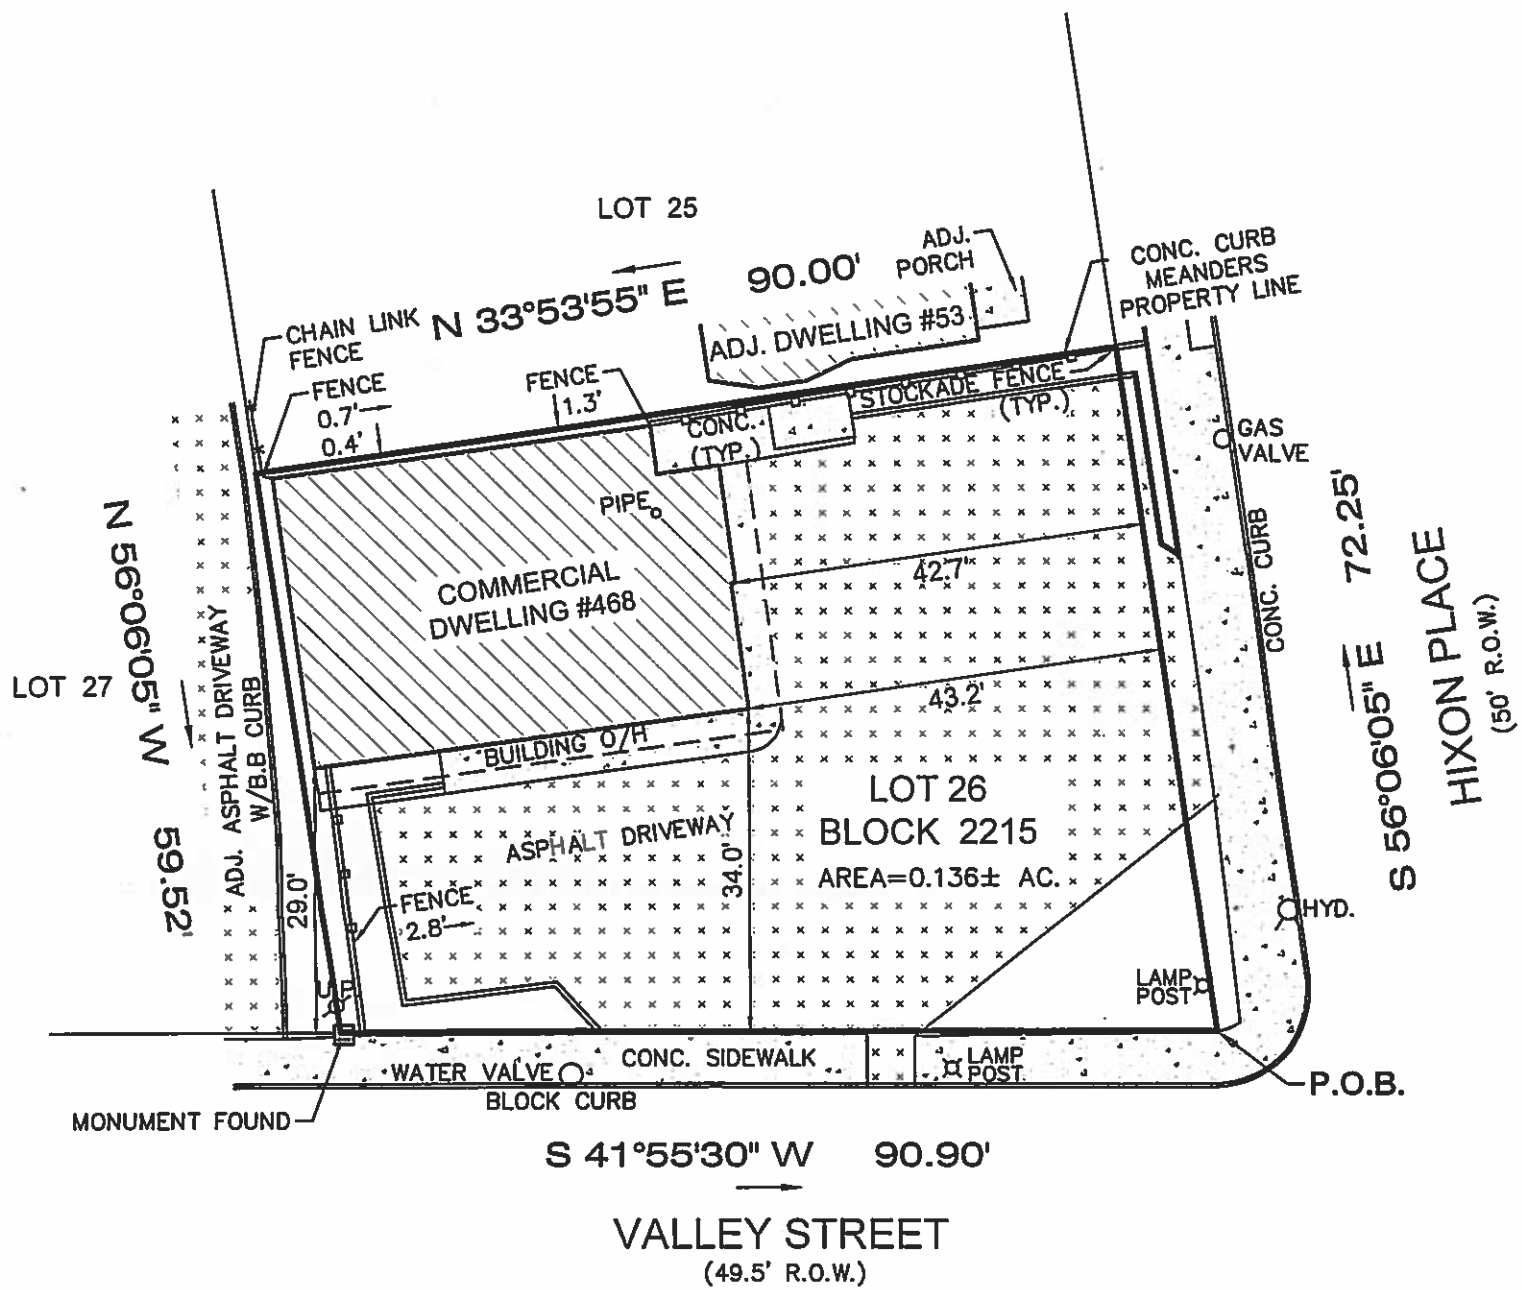 LOT 25
ADJ.
PORCH
CONC. CURB
MEANDERS
PROPERTY LINE
N 33°53'55" E 90.00'
CHAIN LINK
FENCE
ADJ. DWELLING #53
FENCE
0.7'
0.4'
FENCE
1.3'
STOCKADE FENCE
(TYP.)
CONC.
(TYP.)
GAS
VALVE
PIPE
COMMERCIAL
DWELLING #468
42.7'
43.2'
CONC. CURB
S 56°06'05" E 72.25'
HIXON PLACE
(50' R.O.W.)
N 56°06'05" W 59.52'
LOT 27
ADJ. ASPHALT DRIVEWAY
W/B.B CURB
BUILDING O/H
LOT 26
BLOCK 2215
AREA=0.136± AC.
ASPHALT DRIVEWAY
34.0'
29.0'
FENCE
2.8'
HYD.
LAMP
POST
U.P.
CONC. SIDEWALK
WATER VALVE
LAMP
POST
BLOCK CURB
P.O.B.
MONUMENT FOUND
S 41°55'30" W 90.90'
VALLEY STREET
(49.5' R.O.W.)